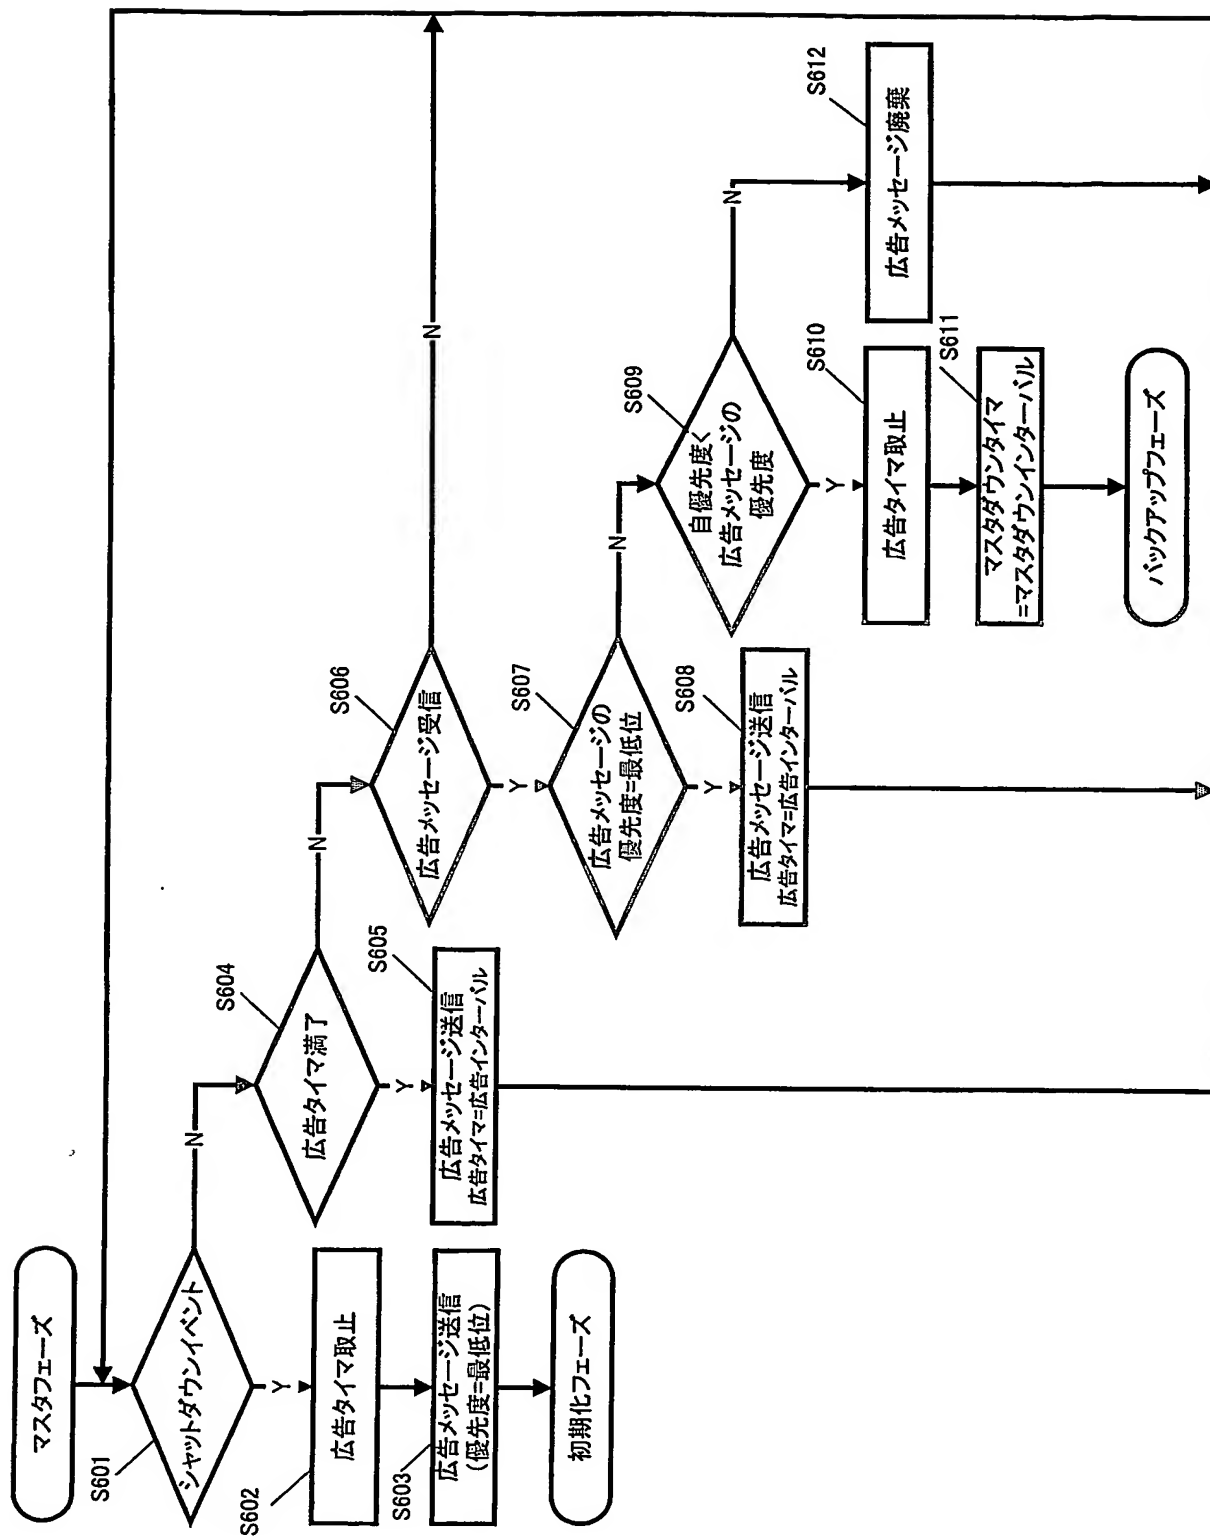 マスタフェーズ
S601
シャットダウンイベント
N
Y
S602
広告タイマ取止
S603
広告メッセージ送信
(優先度=最低位)
初期化フェーズ
S604
広告タイマ満了
N
Y
S605
広告メッセージ送信
広告タイマ=広告インターバル
S606
広告メッセージ受信
N
Y
S607
広告メッセージの
優先度=最低位
N
Y
S608
広告メッセージ送信
広告タイマ=広告インターバル
S609
自優先度<
広告メッセージの
優先度
N
Y
S610
広告タイマ取止
S611
マスタダウンタイマ
=マスタダウンインターバル
バックアップフェーズ
S612
広告メッセージ廃棄